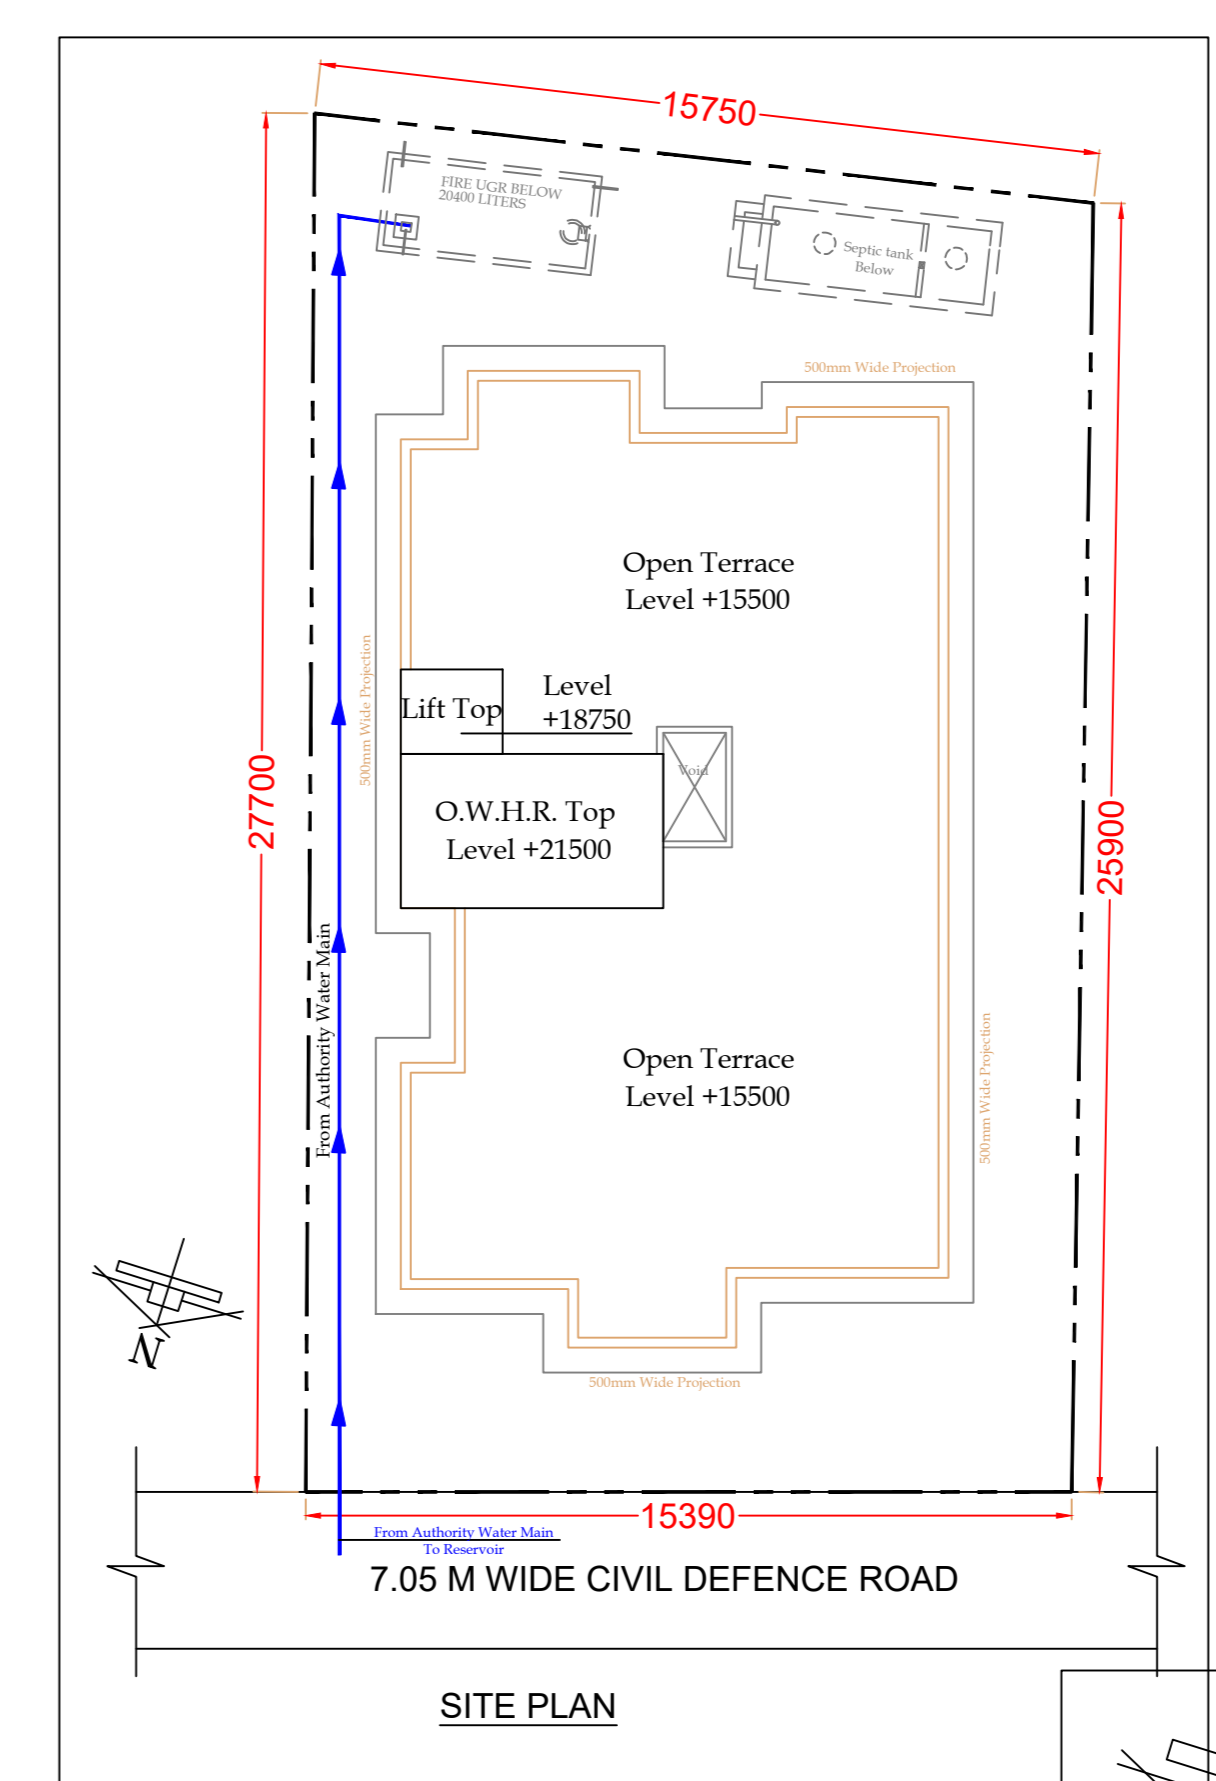 15750
FIRE UGR BELOW
20400 LITERS
Septic tank
Below
500mm Wide Projection
Open Terrace
Level +15500
500mm Wide Projection
Lift Top
Level
+18750
Void
27700
O.W.H.R. Top
Level +21500
25900
From Authority Water Main
Open Terrace
Level +15500
500mm Wide Projection
N
500mm Wide Projection
15390
From Authority Water Main
To Reservoir
7.05 M WIDE CIVIL DEFENCE ROAD
SITE PLAN